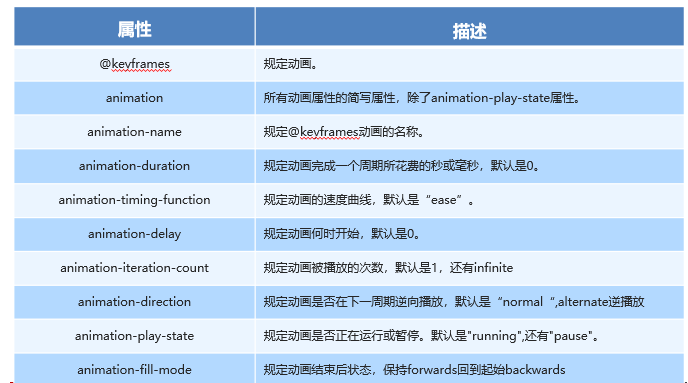 属性 描述
@keyframes 规定动画。
animation 所有动画属性的简写属性，除了animation-play-state属性。
animation-name 规定@keyframes动画的名称。
animation-duration 规定动画完成一个周期所花费的秒或毫秒，默认是0。
animation-timing-function 规定动画的速度曲线，默认是“ease”。
animation-delay 规定动画何时开始，默认是0。
animation-iteration-count 规定动画被播放的次数，默认是1，还有infinite
animation-direction 规定动画是否在下一周期逆向播放，默认是“normal“,alternate逆播放
animation-play-state 规定动画是否正在运行或暂停。默认是"running",还有"pause"。
animation-fill-mode 规定动画结束后状态，保持forwards回到起始backwards